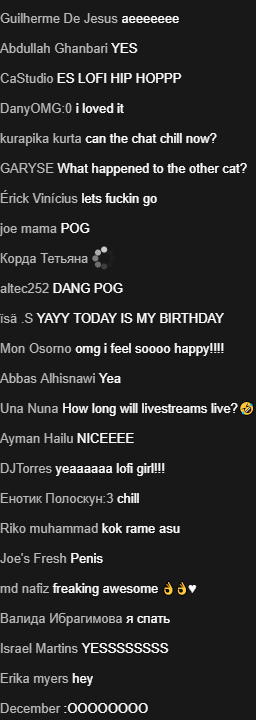 Guilherme De Jesus aeeeeeee
Abdullah Ghanbari YES
CaStudio ES LOFI HIP HOPPP
DanyOMG:0 i loved it
kurapika kurta can the chat chill now?
GARYSE What happened to the other cat?
Érick Vinícius lets fuckin go
joe mama POG
Корда Тетьяна
altec252 DANG POG
ïsä .S YAYY TODAY IS MY BIRTHDAY
Mon Osorno omg i feel soooo happy!!!!
Abbas Alhisnawi Yea
Una Nuna How long will livestreams live?🤣
Ayman Hailu NICEEEE
DJTorres yeaaaaaa lofi girl!!!
Енотик Полоскун:3 chill
Riko muhammad kok rame asu
Joe's Fresh Penis
md nafiz freaking awesome 👌👌♥
Валида Ибрагимова я спать
Israel Martins YESSSSSSSS
Erika myers hey
December :OOOOOOOO